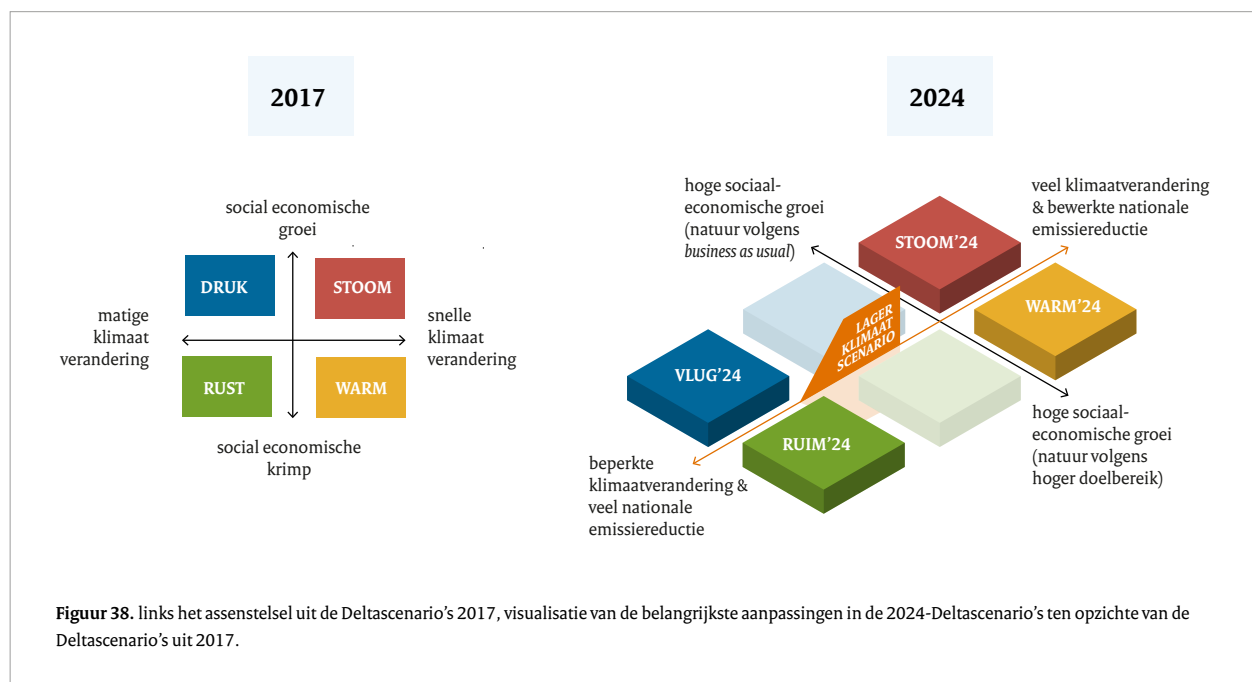 2017
social economische
groei
DRUK
STOOM
matige
klimaat
verandering
snelle
klimaat
verandering
RUST
WARM
social economische
krimp
2024
hoge sociaal-
economische groei
(natuur volgens
business as usual)
veel klimaatverandering
& bewerkte nationale
emissiereductie
STOOM’24
WARM’24
LAGER
KLIMAAT
SCENARIO
VLUG’24
RUIM’24
hoge sociaal-
economische groei
(natuur volgens
hoger doelbereik)
beperkte
klimaatverandering &
veel nationale
emissiereductie
Figuur 38. links het assenstelsel uit de Deltascenario’s 2017, visualisatie van de belangrijkste aanpassingen in de 2024-Deltascenario’s ten opzichte van de
Deltascenario’s uit 2017.